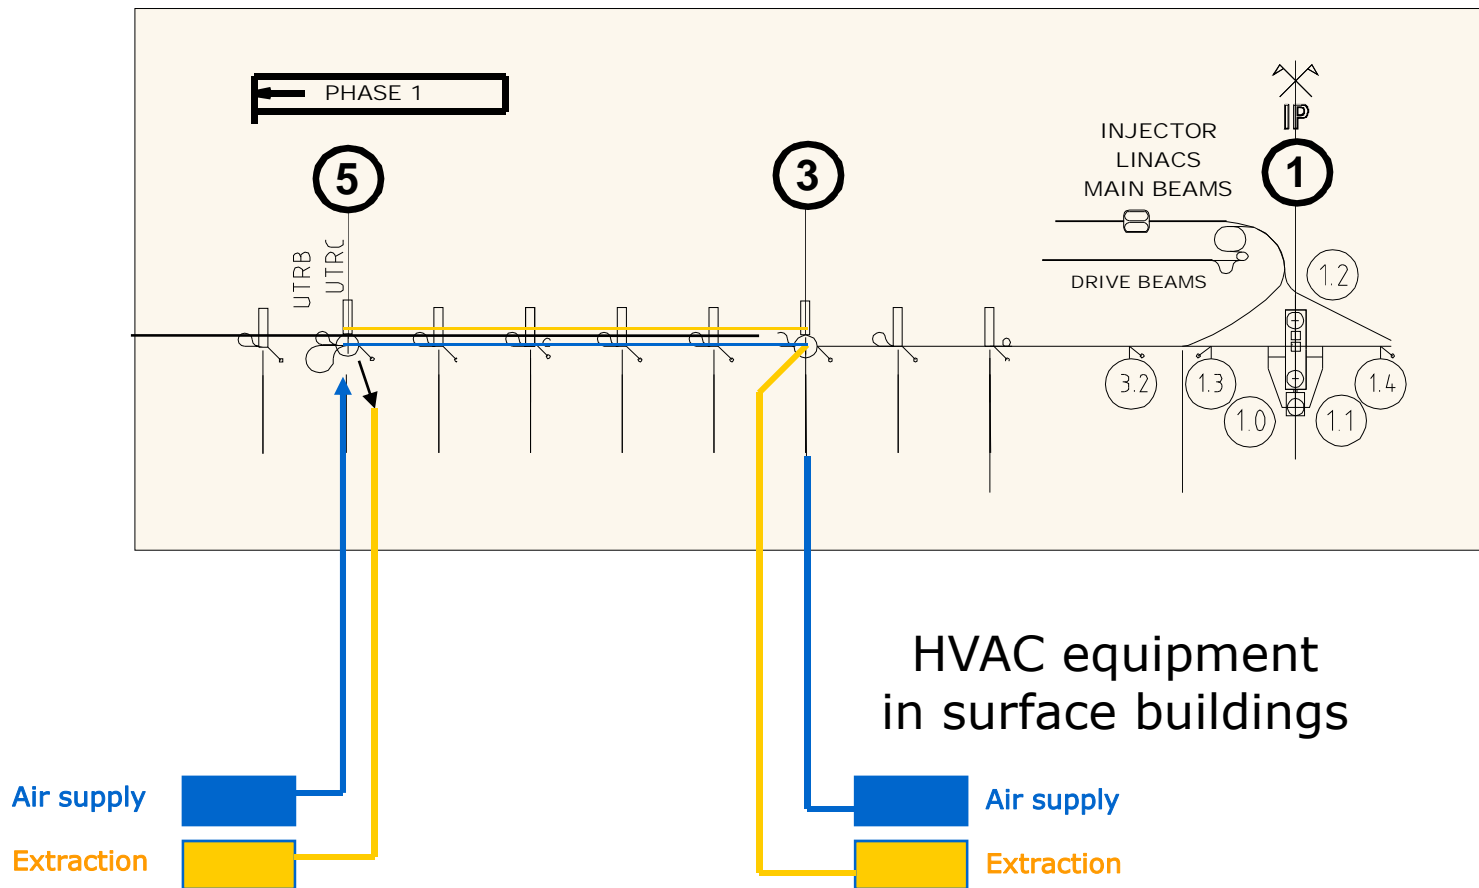 PHASE 1
IP
INJECTOR
LINACS
MAIN BEAMS
5
3
1
UTRB
UTRC
DRIVE BEAMS
1.2
3.2
1.3
1.4
1.0
1.1
HVAC equipment
in surface buildings
Air supply
Air supply
Extraction
Extraction